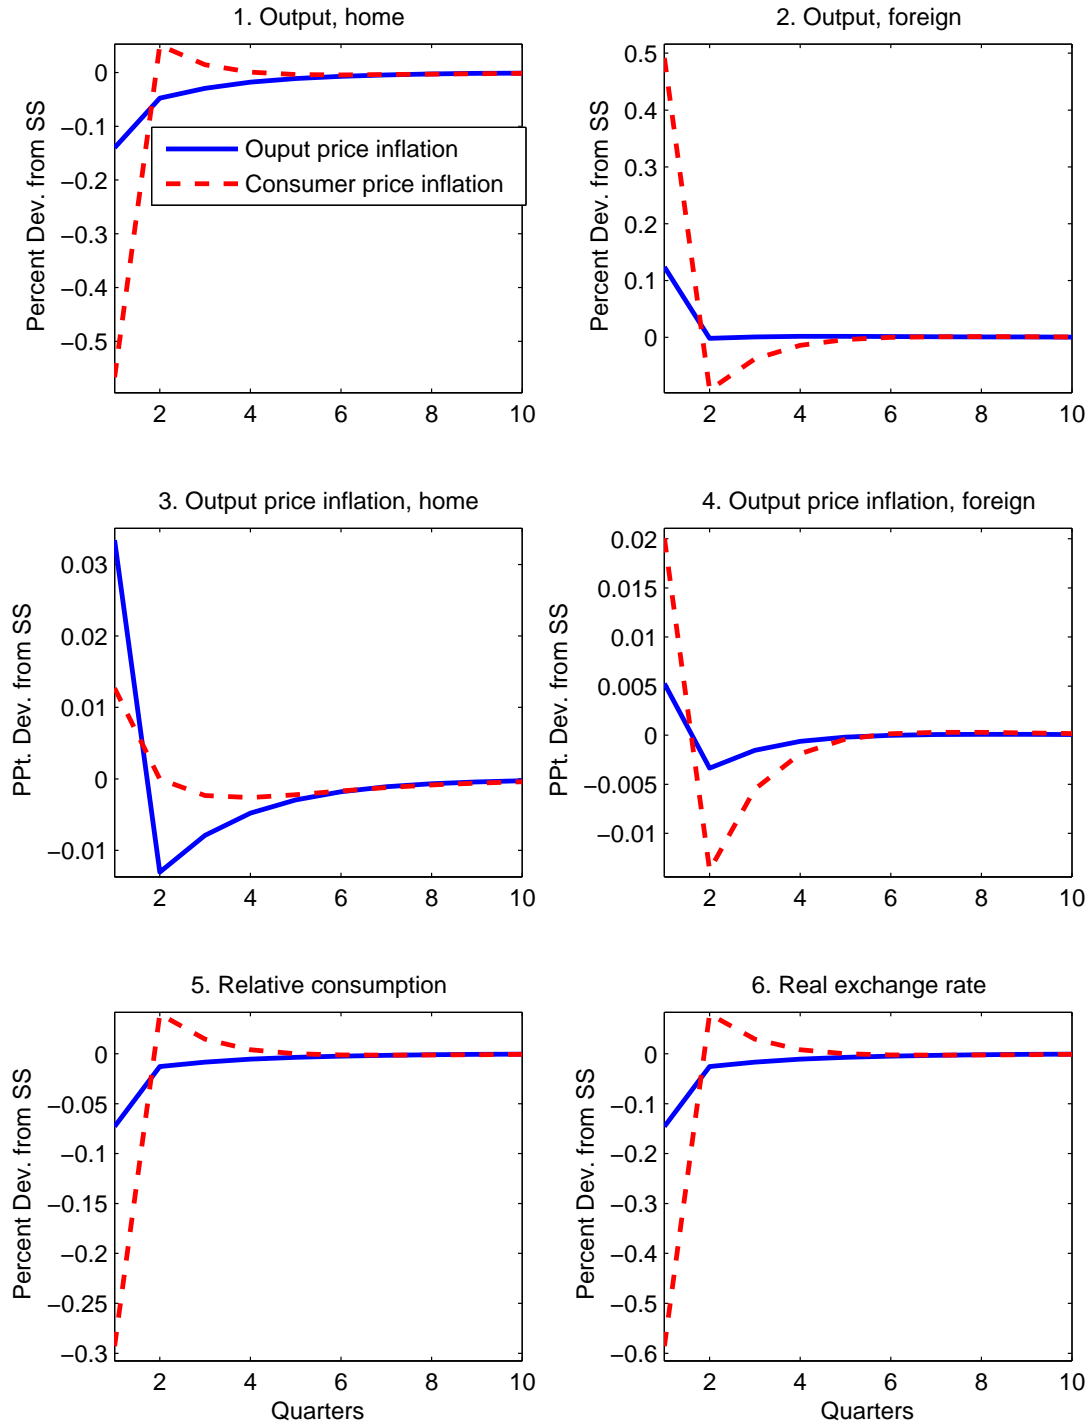 1. Output, home
Percent Dev. from SS
0
−0.1
−0.2
−0.3
−0.4
−0.5
2 4 6 8 10
Ouput price inflation
Consumer price inflation
2. Output, foreign
Percent Dev. from SS
0.5
0.4
0.3
0.2
0.1
0
2 4 6 8 10
3. Output price inflation, home
PPt. Dev. from SS
0.03
0.02
0.01
0
−0.01
2 4 6 8 10
4. Output price inflation, foreign
PPt. Dev. from SS
0.02
0.015
0.01
0.005
0
−0.005
−0.01
2 4 6 8 10
5. Relative consumption
Percent Dev. from SS
0
−0.05
−0.1
−0.15
−0.2
−0.25
−0.3
2 4 6 8 10
Quarters
6. Real exchange rate
Percent Dev. from SS
0
−0.1
−0.2
−0.3
−0.4
−0.5
−0.6
2 4 6 8 10
Quarters